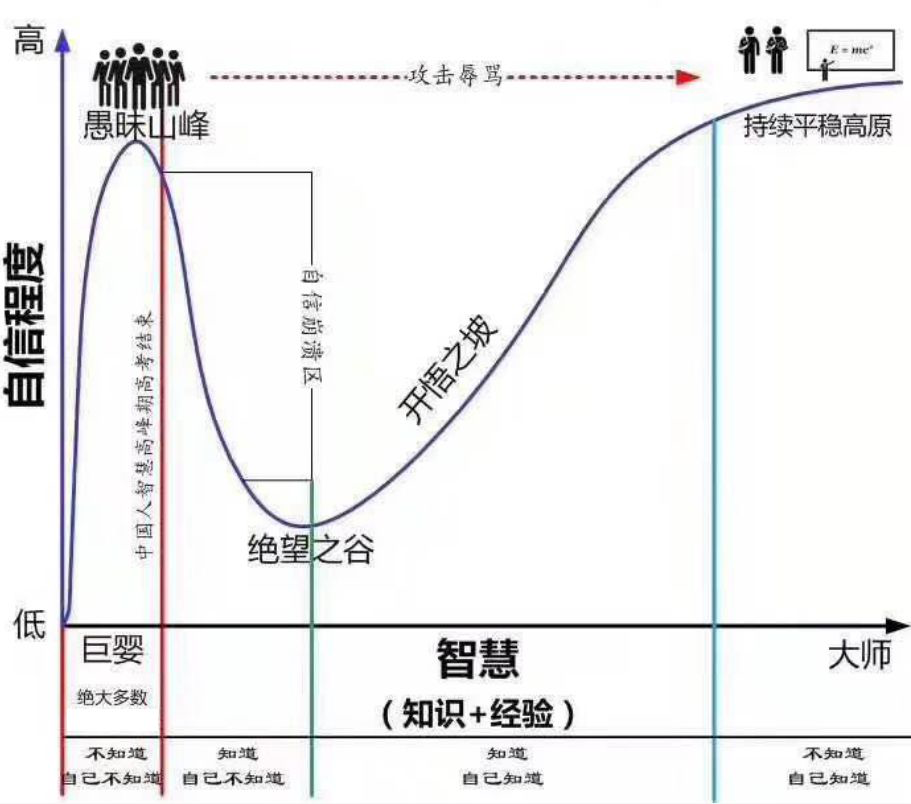 高
愚昧山峰
攻击辱骂
E = mc²
持续平稳高原
自信程度
中国人智慧高峰期高考结束
自信崩溃区
开悟之坡
绝望之谷
低
巨婴
智慧
大师
绝大多数
（知识+经验）
不知道
自己不知道
知道
自己不知道
知道
自己知道
不知道
自己知道